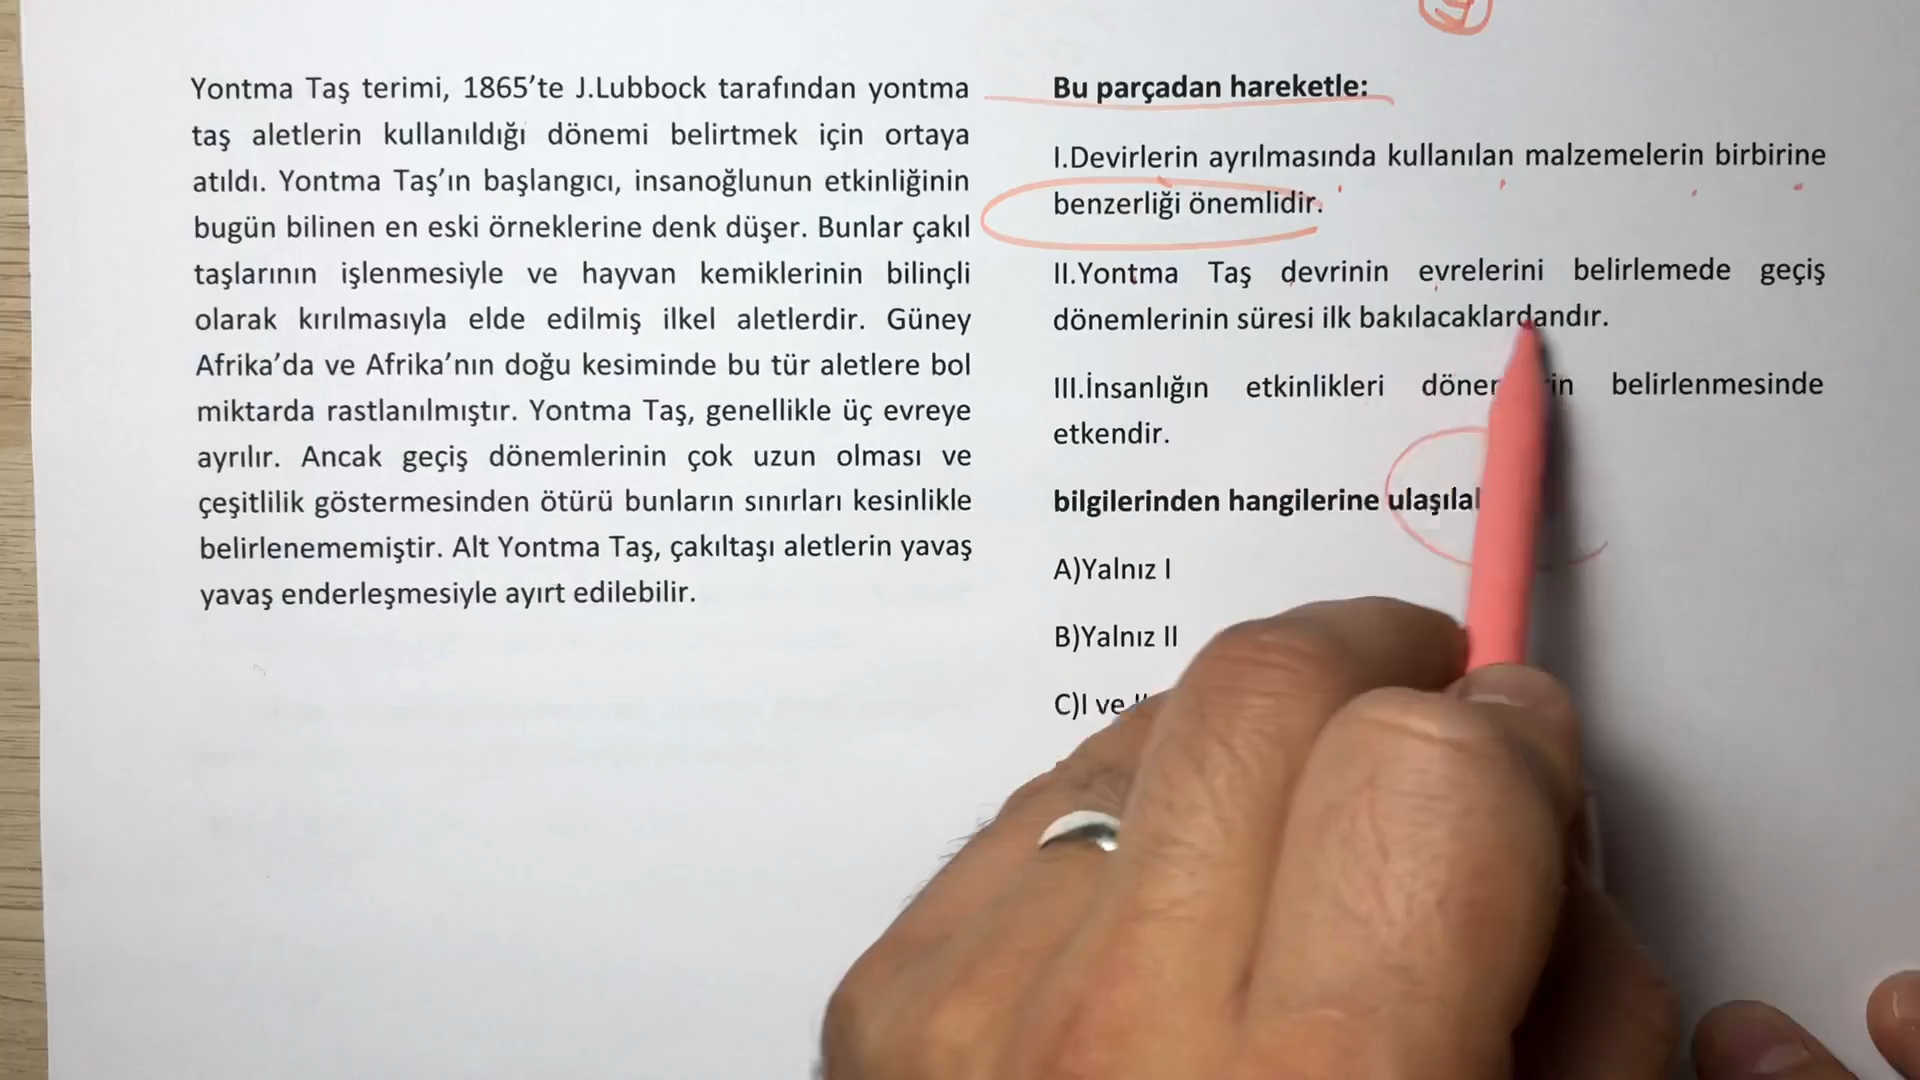 Yontma Taş terimi, 1865’te J.Lubbock tarafından yontma
taş aletlerin kullanıldığı dönemi belirtmek için ortaya
atıldı. Yontma Taş’ın başlangıcı, insanoğlunun etkinliğinin
bugün bilinen en eski örneklerine denk düşer. Bunlar çakıl
taşlarının işlenmesiyle ve hayvan kemiklerinin bilinçli
olarak kırılmasıyla elde edilmiş ilkel aletlerdir. Güney
Afrika’da ve Afrika’nın doğu kesiminde bu tür aletlere bol
miktarda rastlanılmıştır. Yontma Taş, genellikle üç evreye
ayrılır. Ancak geçiş dönemlerinin çok uzun olması ve
çeşitlilik göstermesinden ötürü bunların sınırları kesinlikle
belirlenememiştir. Alt Yontma Taş, çakıltaşı aletlerin yavaş
yavaş enderleşmesiyle ayırt edilebilir.
Bu parçadan hareketle:
I.Devirlerin ayrılmasında kullanılan malzemelerin birbirine
benzerliği önemlidir.
II.Yontma Taş devrinin evrelerini belirlemede geçiş
dönemlerinin süresi ilk bakılacaklardandır.
III.İnsanlığın etkinlikleri belirlenmesinde
etkendir.
bilgilerinden hangilerine
A)Yalnız I
B)Yalnız II
C)I ve